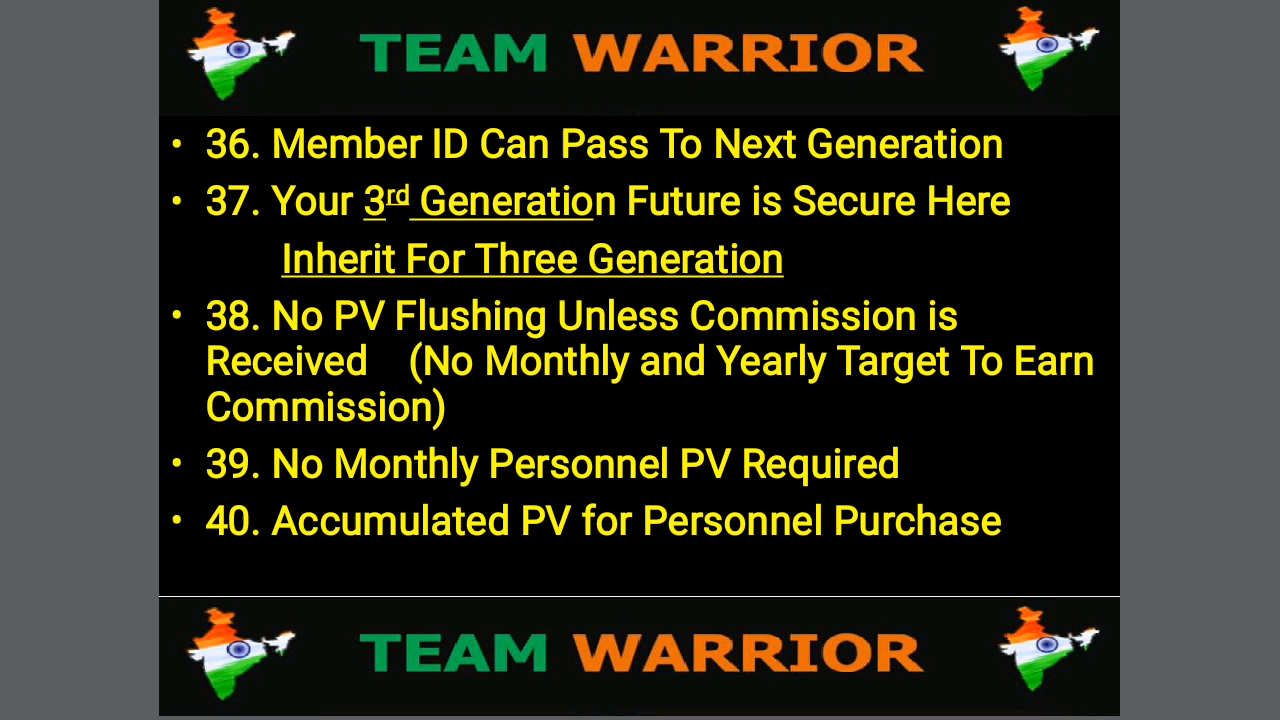 TEAM WARRIOR
• 36. Member ID Can Pass To Next Generation
• 37. Your 3rd Generation Future is Secure Here
Inherit For Three Generation
• 38. No PV Flushing Unless Commission is
Received (No Monthly and Yearly Target To Earn
Commission)
• 39. No Monthly Personnel PV Required
• 40. Accumulated PV for Personnel Purchase
TEAM WARRIOR